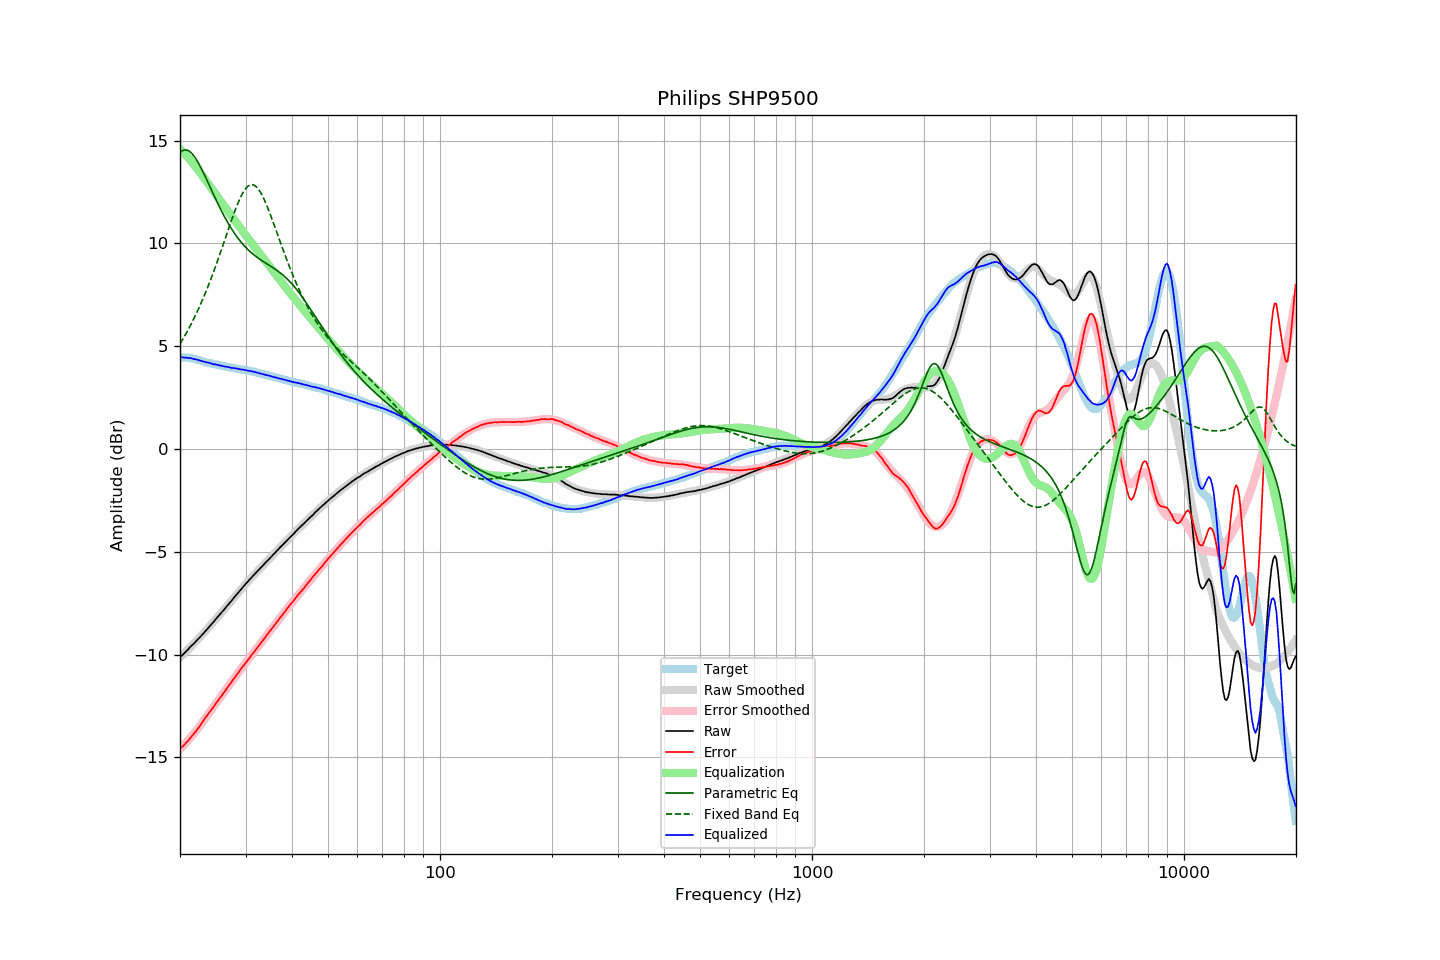 Philips SHP9500
Amplitude (dBr)
15
10
5
0
−5
−10
−15
100
1000
10000
Frequency (Hz)
Target
Raw Smoothed
Error Smoothed
Raw
Error
Equalization
Parametric Eq
Fixed Band Eq
Equalized